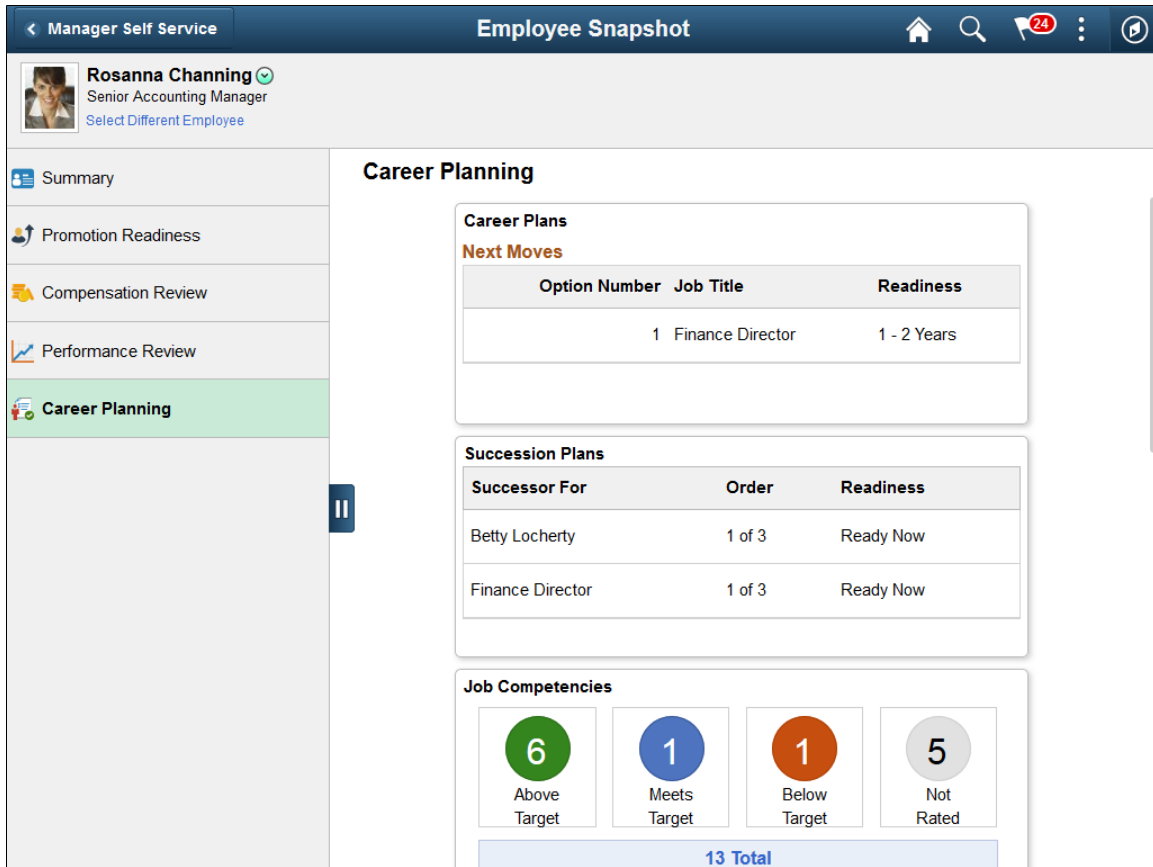 Manager Self Service
Employee Snapshot
24
Rosanna Channing
Senior Accounting Manager
Select Different Employee
Summary
Promotion Readiness
Compensation Review
Performance Review
Career Planning
Career Planning
Career Plans
Next Moves
Option Number Job Title Readiness
1 Finance Director 1 - 2 Years
Succession Plans
Successor For Order Readiness
Betty Locherty 1 of 3 Ready Now
Finance Director 1 of 3 Ready Now
Job Competencies
6 1 1 5
Above Meets Below Not
Target Target Target Rated
13 Total